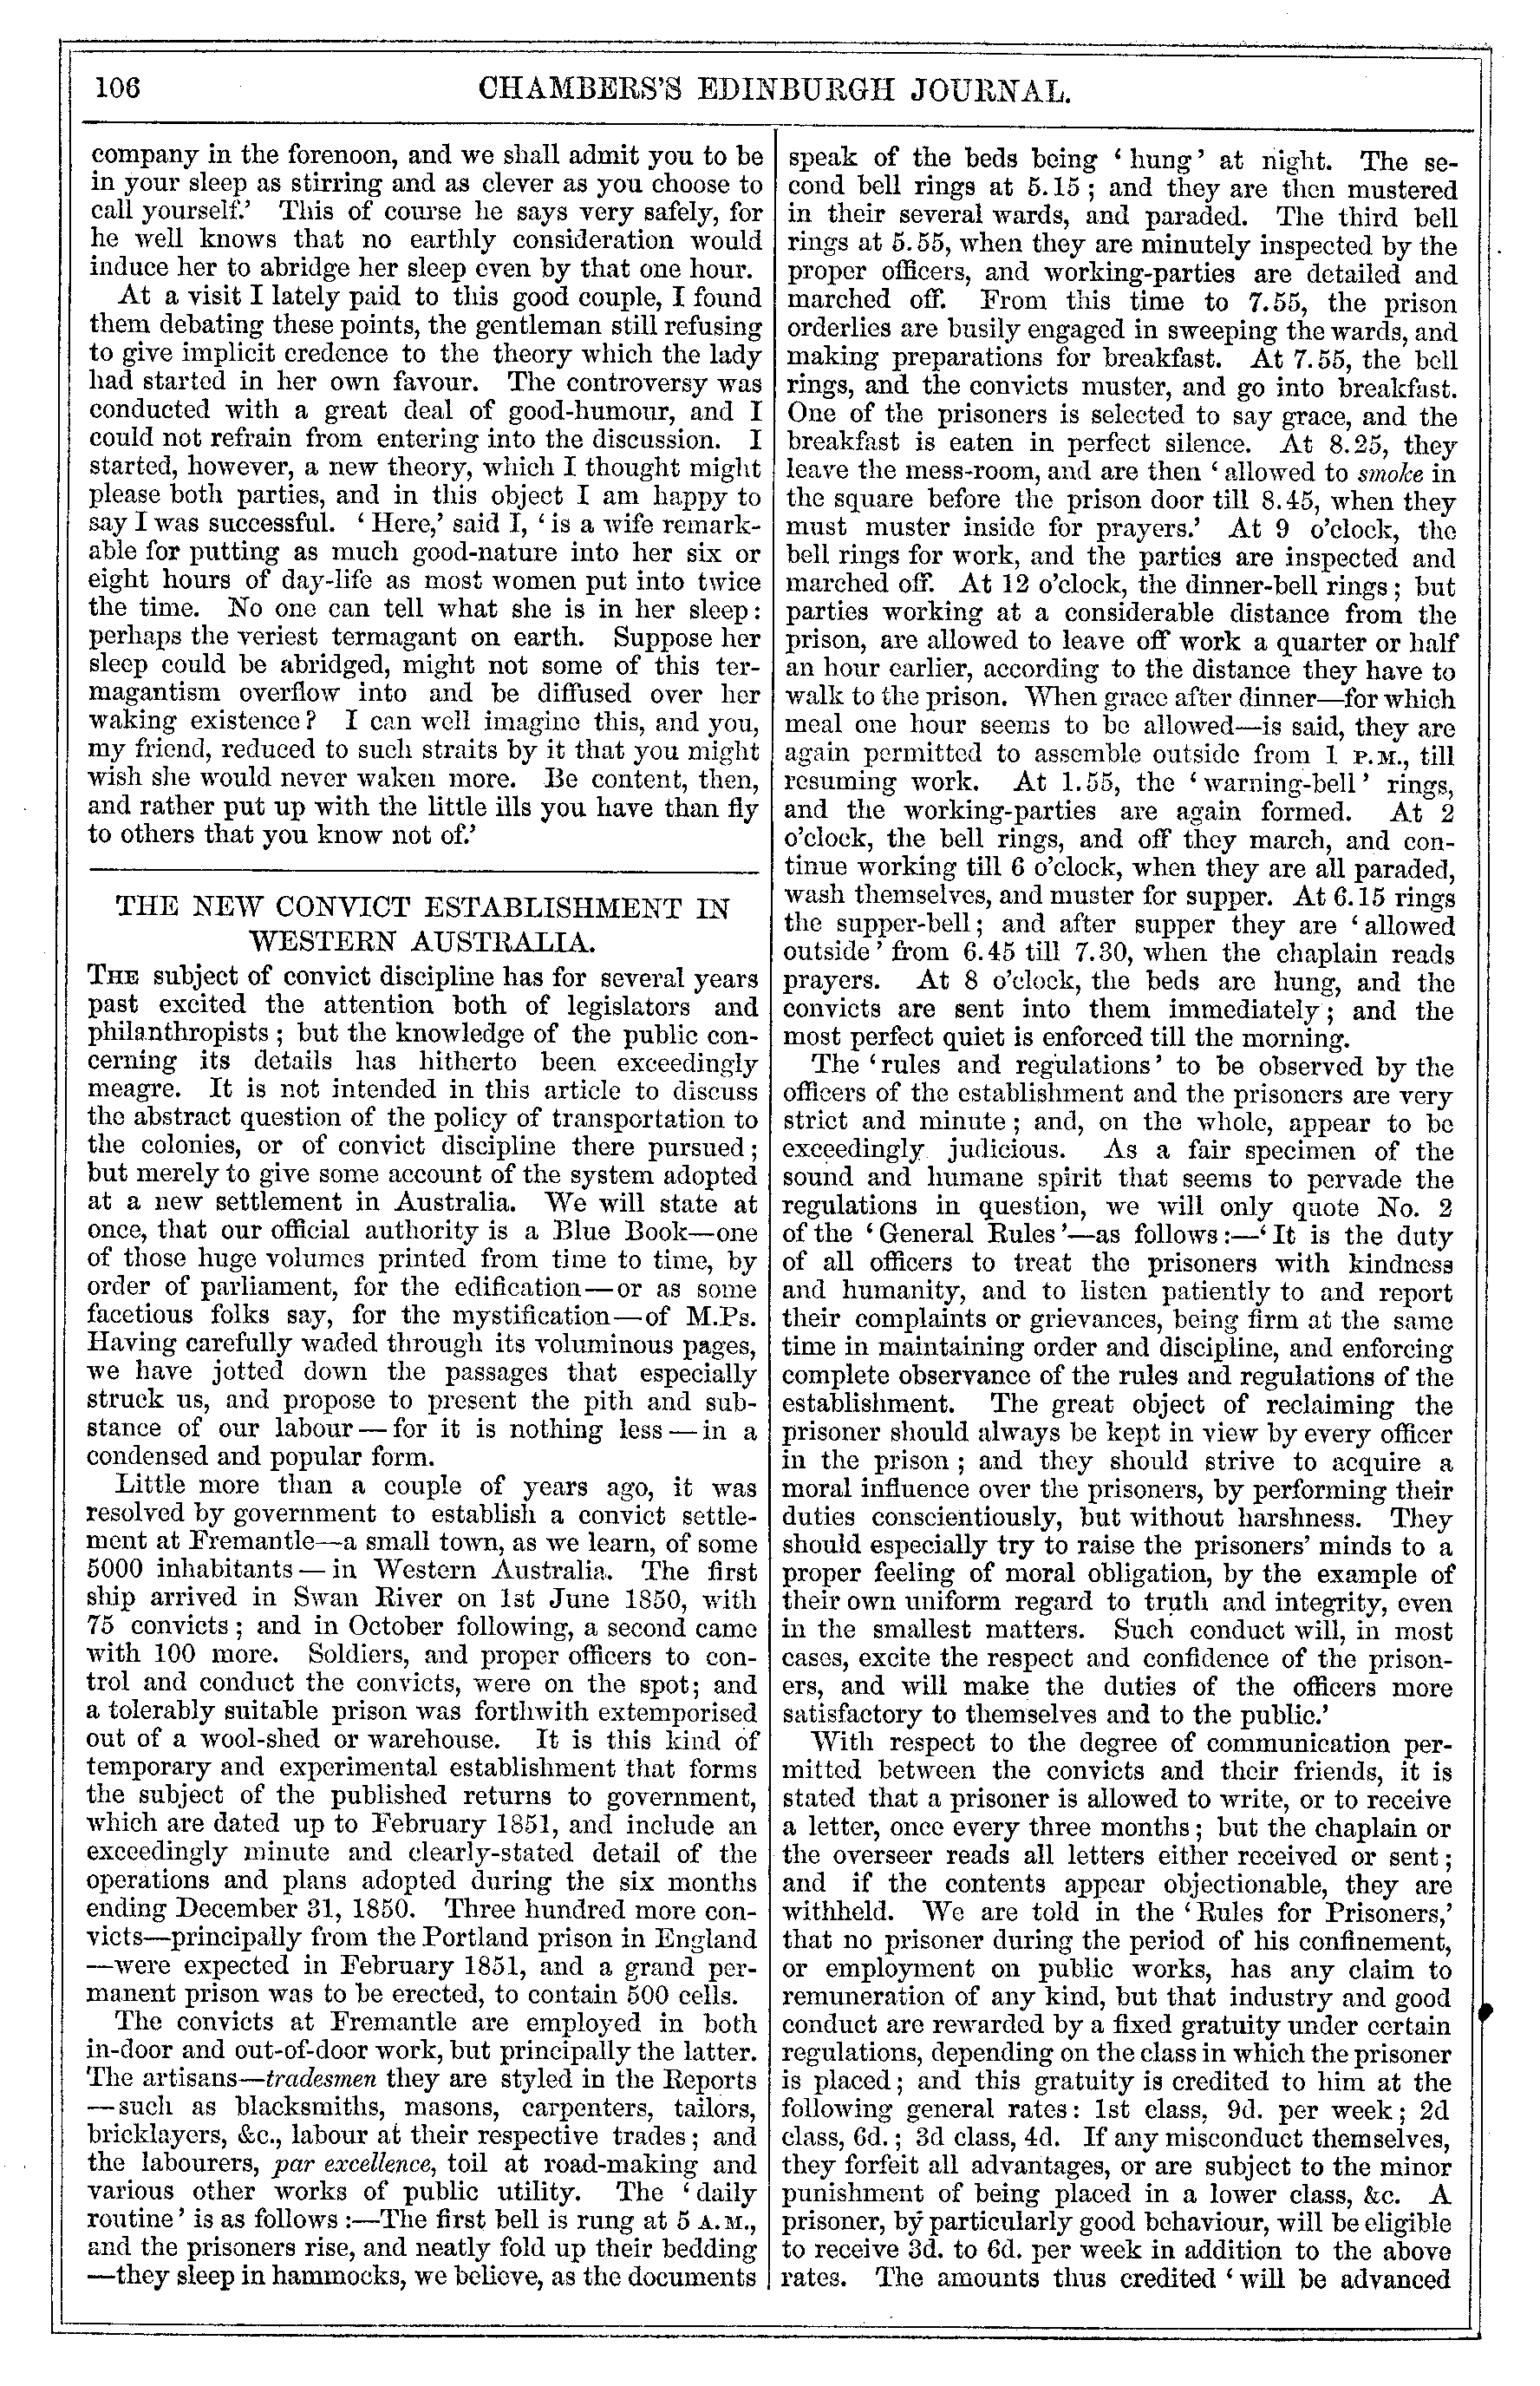 106
CHAMBERS'S EDINBURGH JOURNAL.
company in the forenoon, and we shall admit you to be
in your sleep as stirring and as clever as you choose to
call yourself.' This of course he says very safely, for
he well knows that no earthly consideration would
induce her to abridge her sleep even by that one hour.
At a visit I lately paid to this good couple, I found
them debating these points, the gentleman still refusing
to give implicit credence to the theory which the lady
had started in her own favour. The controversy was
conducted with a great deal of good-humour, and I
could not refrain from entering into the discussion. I
started, however, a new theory, which I thought might
please both parties, and in this object I am happy to
say I was successful. 'Here,' said I, 'is a wife remark-
able for putting as much good-nature into her six or
eight hours of day-life as most women put into twice
the time. No one can tell what she is in her sleep:
perhaps the veriest termagant on earth. Suppose her
sleep could be abridged, might not some of this ter-
magantism overflow into and be diffused over her
waking existence? I can well imagine this, and you,
my friend, reduced to such straits by it that you might
wish she would never waken more. Be content, then,
and rather put up with the little ills you have than fly
to others that you know not of.'
THE NEW CONVICT ESTABLISHMENT IN
WESTERN AUSTRALIA.
THE subject of convict discipline has for several years
past excited the attention both of legislators and
philanthropists; but the knowledge of the public con-
cerning its details has hitherto been exceedingly
meagre. It is not intended in this article to discuss
the abstract question of the policy of transportation to
the colonies, or of convict discipline there pursued;
but merely to give some account of the system adopted
at a new settlement in Australia. We will state at
once, that our official authority is a Blue Book—one
of those huge volumes printed from time to time, by
order of parliament, for the edification—or as some
facetious folks say, for the mystification—of M.Ps.
Having carefully waded through its voluminous pages,
we have jotted down the passages that especially
struck us, and propose to present the pith and sub-
stance of our labour—for it is nothing less—in a
condensed and popular form.
Little more than a couple of years ago, it was
resolved by government to establish a convict settle-
ment at Fremantle—a small town, as we learn, of some
5000 inhabitants—in Western Australia. The first
ship arrived in Swan River on 1st June 1850, with
75 convicts; and in October following, a second came
with 100 more. Soldiers, and proper officers to con-
trol and conduct the convicts, were on the spot; and
a tolerably suitable prison was forthwith extemporised
out of a wool-shed or warehouse. It is this kind of
temporary and experimental establishment that forms
the subject of the published returns to government,
which are dated up to February 1851, and include an
exceedingly minute and clearly-stated detail of the
operations and plans adopted during the six months
ending December 31, 1850. Three hundred more con-
victs—principally from the Portland prison in England
—were expected in February 1851, and a grand per-
manent prison was to be erected, to contain 500 cells.
The convicts at Fremantle are employed in both
in-door and out-of-door work, but principally the latter.
The artisans—tradesmen they are styled in the Reports
—such as blacksmiths, masons, carpenters, tailors,
bricklayers, &c., labour at their respective trades; and
the labourers, par excellence, toil at road-making and
various other works of public utility. The 'daily
routine' is as follows:—The first bell is rung at 5 A.M.,
and the prisoners rise, and neatly fold up their bedding
—they sleep in hammocks, we believe, as the documents
speak of the beds being 'hung' at night. The se-
cond bell rings at 5.15; and they are then mustered
in their several wards, and paraded. The third bell
rings at 5.55, when they are minutely inspected by the
proper officers, and working-parties are detailed and
marched off. From this time to 7.55, the prison
orderlies are busily engaged in sweeping the wards, and
making preparations for breakfast. At 7.55, the bell
rings, and the convicts muster, and go into breakfast.
One of the prisoners is selected to say grace, and the
breakfast is eaten in perfect silence. At 8.25, they
leave the mess-room, and are then 'allowed to smoke in
the square before the prison door till 8.45, when they
must muster inside for prayers.' At 9 o'clock, the
bell rings for work, and the parties are inspected and
marched off. At 12 o'clock, the dinner-bell rings; but
parties working at a considerable distance from the
prison, are allowed to leave off work a quarter or half
an hour earlier, according to the distance they have to
walk to the prison. When grace after dinner—for which
meal one hour seems to be allowed—is said, they are
again permitted to assemble outside from 1 P.M., till
resuming work. At 1.55, the 'warning-bell' rings,
and the working-parties are again formed. At 2
o'clock, the bell rings, and off they march, and con-
tinue working till 6 o'clock, when they are all paraded,
wash themselves, and muster for supper. At 6.15 rings
the supper-bell; and after supper they are 'allowed
outside' from 6.45 till 7.30, when the chaplain reads
prayers. At 8 o'clock, the beds are hung, and the
convicts are sent into them immediately; and the
most perfect quiet is enforced till the morning.
The 'rules and regulations' to be observed by the
officers of the establishment and the prisoners are very
strict and minute; and, on the whole, appear to be
exceedingly judicious. As a fair specimen of the
sound and humane spirit that seems to pervade the
regulations in question, we will only quote No. 2
of the 'General Rules'—as follows:—'It is the duty
of all officers to treat the prisoners with kindness
and humanity, and to listen patiently to and report
their complaints or grievances, being firm at the same
time in maintaining order and discipline, and enforcing
complete observance of the rules and regulations of the
establishment. The great object of reclaiming the
prisoner should always be kept in view by every officer
in the prison; and they should strive to acquire a
moral influence over the prisoners, by performing their
duties conscientiously, but without harshness. They
should especially try to raise the prisoners' minds to a
proper feeling of moral obligation, by the example of
their own uniform regard to truth and integrity, even
in the smallest matters. Such conduct will, in most
cases, excite the respect and confidence of the prison-
ers, and will make the duties of the officers more
satisfactory to themselves and to the public.'
With respect to the degree of communication per-
mitted between the convicts and their friends, it is
stated that a prisoner is allowed to write, or to receive
a letter, once every three months; but the chaplain or
the overseer reads all letters either received or sent;
and if the contents appear objectionable, they are
withheld. We are told in the 'Rules for Prisoners,'
that no prisoner during the period of his confinement,
or employment on public works, has any claim to
remuneration of any kind, but that industry and good
conduct are rewarded by a fixed gratuity under certain
regulations, depending on the class in which the prisoner
is placed; and this gratuity is credited to him at the
following general rates: 1st class, 9d. per week; 2d
class, 6d.; 3d class, 4d. If any misconduct themselves,
they forfeit all advantages, or are subject to the minor
punishment of being placed in a lower class, &c. A
prisoner, by particularly good behaviour, will be eligible
to receive 3d. to 6d. per week in addition to the above
rates. The amounts thus credited 'will be advanced